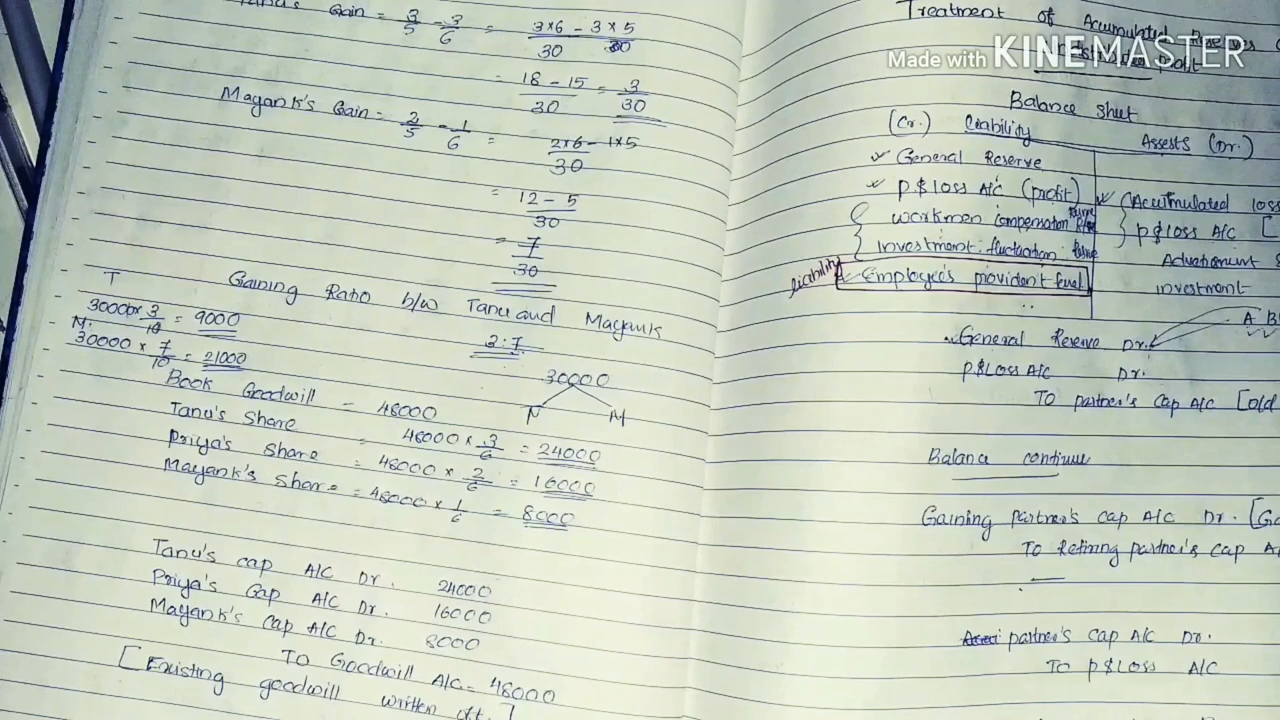 Gain = 3/5 - 3/6 = 3×6 - 3×5 / 30
= 18 - 15 / 30 = 3/30
Mayank's Gain = 2/5 - 1/6 = 2×6 - 1×5 / 30
= 12 - 5 / 30
= 7/30
Gaining Ratio b/w Tanu and Mayank
3:7
T
30000 × 3/10 = 9000
M.
30000 × 7/10 = 21000
30000
M
Book Goodwill = 48000
Tanu's Share = 48000 × 3/6 = 24000
Priya's Share = 48000 × 2/6 = 16000
Mayank's Share = 48000 × 1/6 = 8000
Tanu's cap A/C Dr. 24000
Priya's Cap A/C Dr. 16000
Mayank's Cap A/C Dr. 8000
To Goodwill A/C = 48000
[Existing goodwill written off.]
Treatment of Accumulated Reserves
Made with KINEMASTER
Balance sheet
(Cr.) Liability Assests (Dr.)
General Reserve
P$Loss A/C (profit) Accumulated loss
workmen compensation P$Loss A/C [
Investment fluctuation
liability Employee's provident fund investment
A B
General Reserve Dr.
P$Loss A/C Dr.
To partner's Cap A/C [old
Balance continue
Gaining partner's cap A/C Dr. [Ga
To Retiring partner's cap A
partner's cap A/C Dr.
To P$Loss A/C